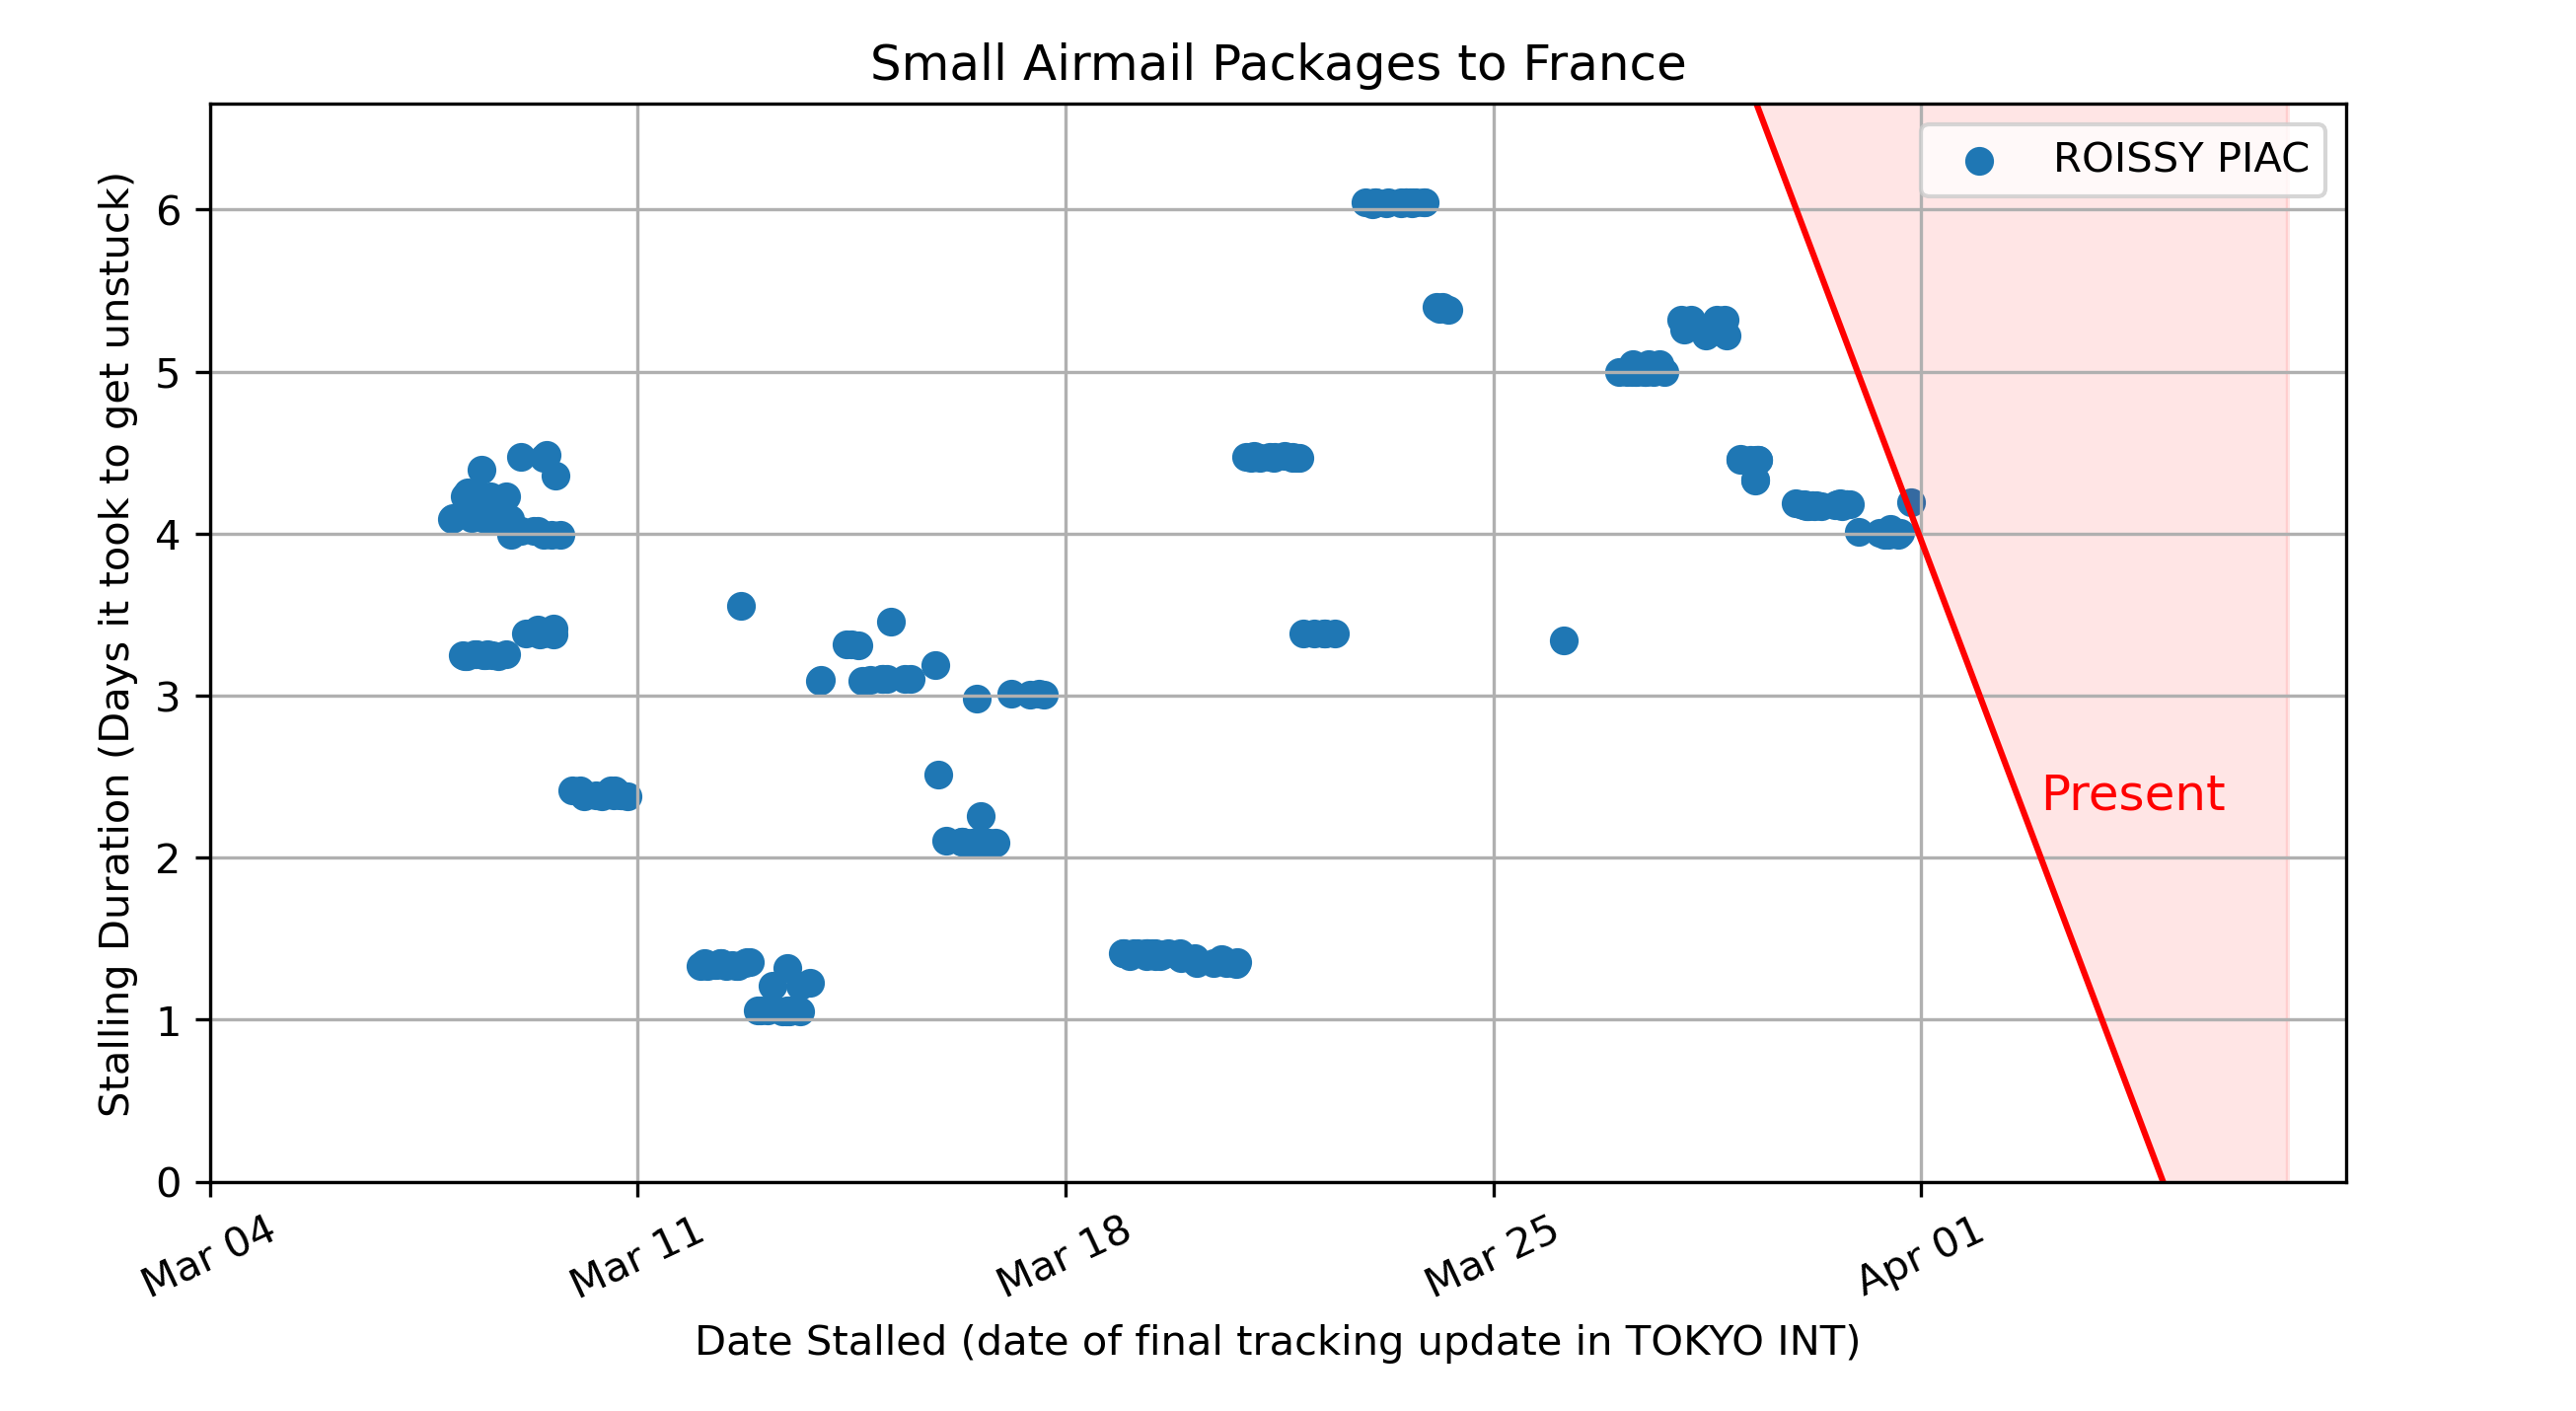 Small Airmail Packages to France
ROISSY PIAC
Stalling Duration (Days it took to get unstuck)
6
5
4
3
2
1
0
Present
Mar 04
Mar 11
Mar 18
Mar 25
Apr 01
Date Stalled (date of final tracking update in TOKYO INT)